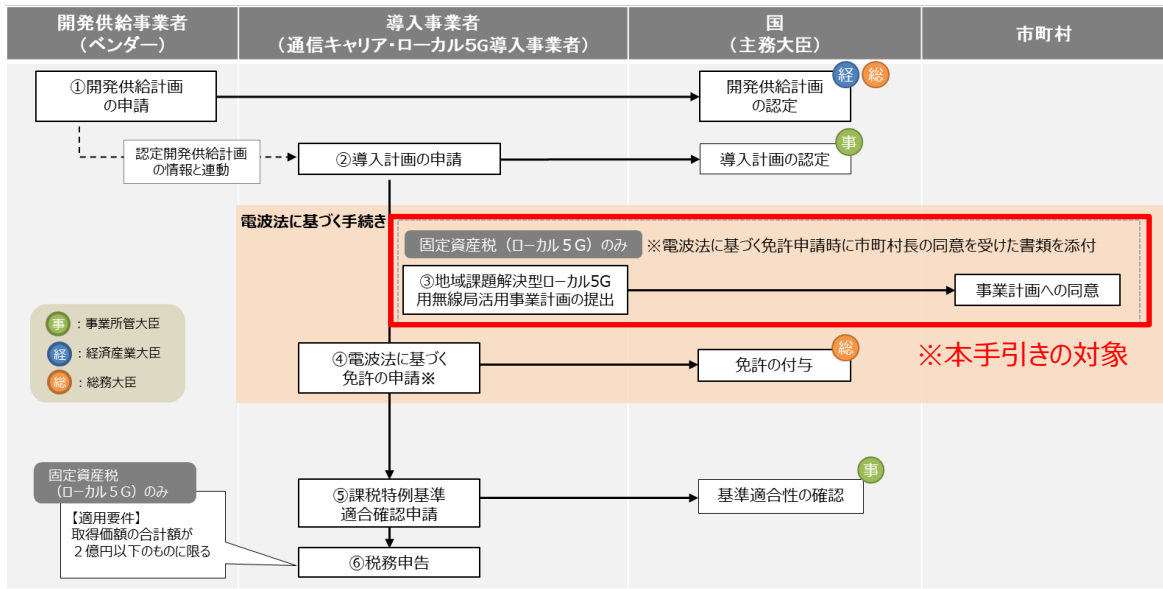 開発供給事業者
（ベンダー）
導入事業者
（通信キャリア・ローカル5G導入事業者）
国
（主務大臣）
市町村
①開発供給計画
の申請
開発供給計画
の認定
経
総
認定開発供給計画
の情報と連動
②導入計画の申請
導入計画の認定
事
電波法に基づく手続き
固定資産税（ローカル５G）のみ
※電波法に基づく免許申請時に市町村長の同意を受けた書類を添付
③地域課題解決型ローカル5G
用無線局活用事業計画の提出
事業計画への同意
事：事業所管大臣
経：経済産業大臣
総：総務大臣
④電波法に基づく
免許の申請※
免許の付与
総
※本手引きの対象
固定資産税
（ローカル５G）のみ
【適用要件】
取得価額の合計額が
２億円以下のものに限る
⑤課税特例基準
適合確認申請
基準適合性の確認
事
⑥税務申告